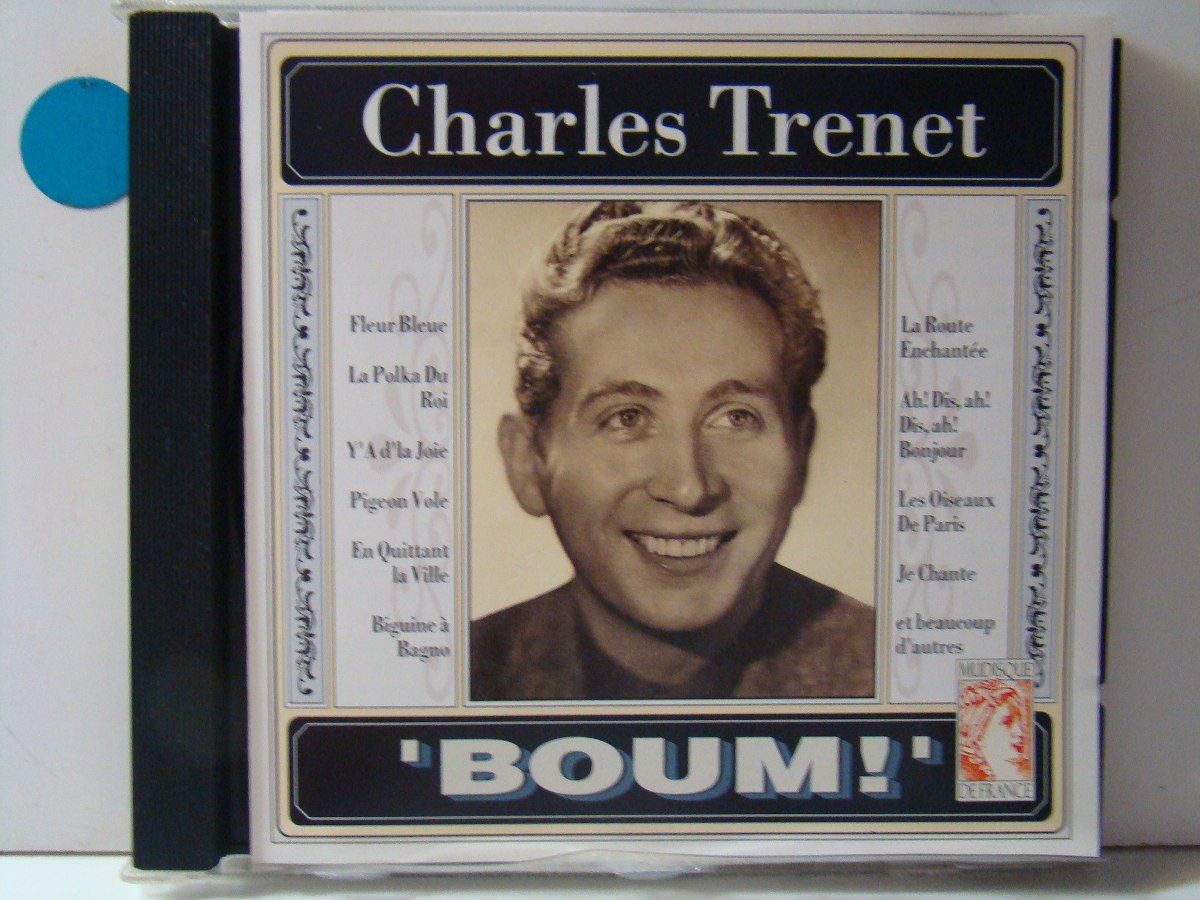 Charles Trenet
Fleur Bleue
La Polka Du
Roi
Y'A d'la Joie
Pigeon Vole
En Quittant
la Ville
Biguine à
Bagno
La Route
Enchantée
Ah! Dis, ah!
Dis, ah!
Bonjour
Les Oiseaux
De Paris
Je Chante
et beaucoup
d'autres
MUDISQUE
DE FRANCE
'BOUM!'